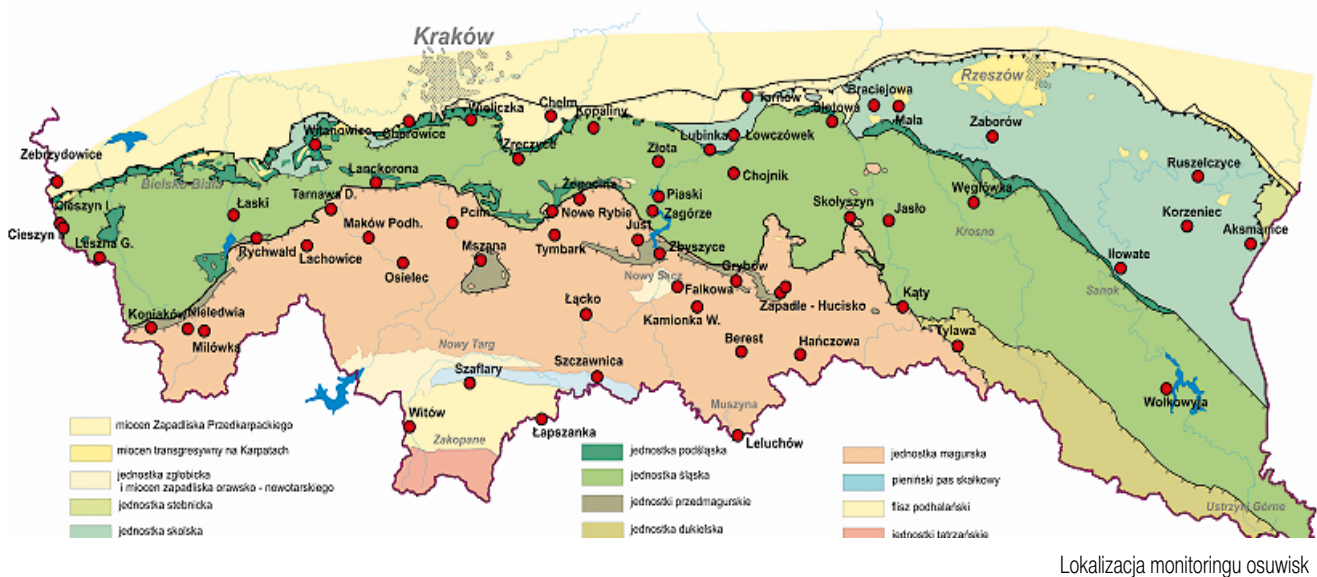 Kraków
Rzeszów
Wieliczka
Chełm
Kopaliny
Tarnów
Slotowa
Braciejowa
Mała
Zaborów
Witanowice
Zręczyce
Lubinka
Łowczówek
Zebrzydowice
Bielsko-Biała
Lanckorona
Złota
Chojnik
Ruszelczyce
Cieszyn I
Łaski
Tarnawa D.
Żegocina
Piaski
Węglówka
Cieszyn
Leszna G.
Maków Podh.
Pcim
Nowe Rybie
Zagórze
Skołyszyn
Jasło
Korzeniec
Rychwałd
Lachowice
Mszana
Tymbark
Just
Zbyszyce
Krosno
Aksmanice
Osielec
Nowy Sącz
Grybów
Iłowate
Falkowa
Zapadle - Hucisko
Kąty
Sanok
Koniaków
Nieledwia
Milówka
Łącko
Kamionka W.
Tylawa
Nowy Targ
Berest
Hańczowa
Szaflary
Szczawnica
Wołkowyja
Muszyna
Witów
Zakopane
Łapszanka
Leluchów
Ustrzyki Górne
miocen Zapadliska Przedkarpackiego
miocen transgresywny na Karpatach
jednostka zgłobicka
i miocen zapadliska orawsko - nowotarskiego
jednostka stebnicka
jednostka skolska
jednostka podśląska
jednostka śląska
jednostki przedmagurskie
jednostka dukielska
jednostka magurska
pieniński pas skałkowy
flisz podhalański
jednostki tatrzańskie
Lokalizacja monitoringu osuwisk